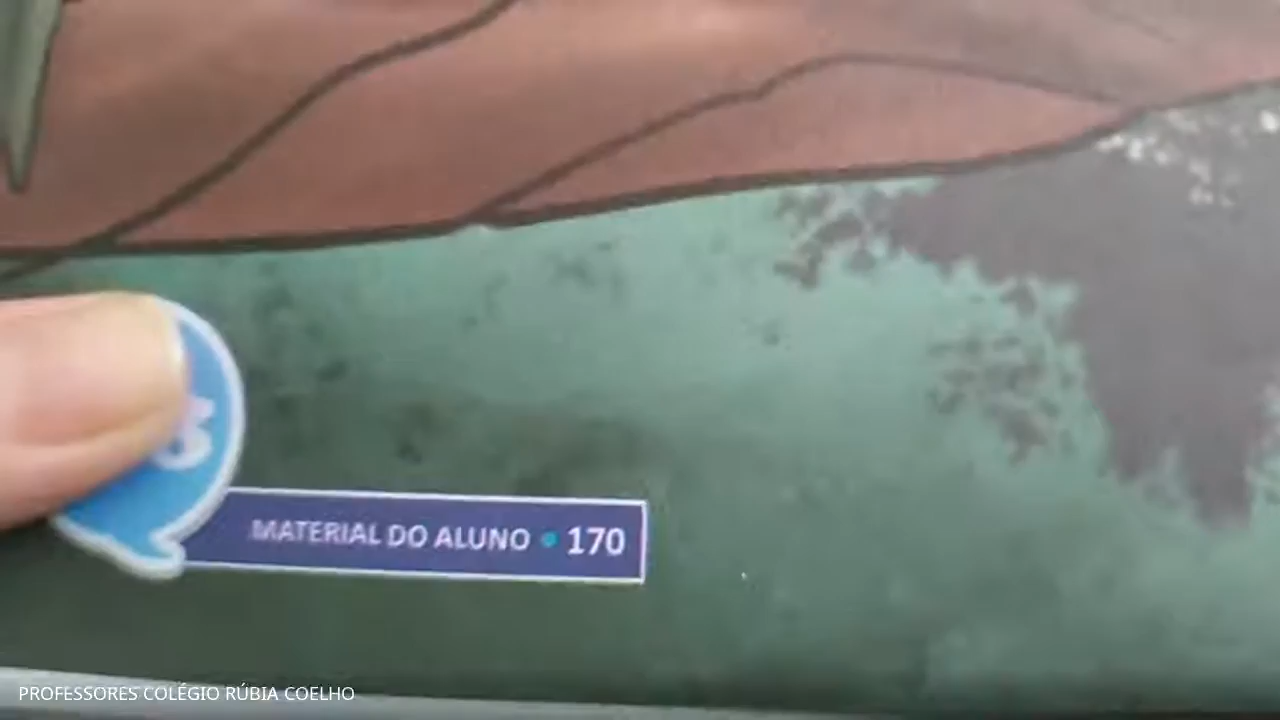 MATERIAL DO ALUNO • 170
PROFESSORES COLÉGIO RÚBIA COELHO